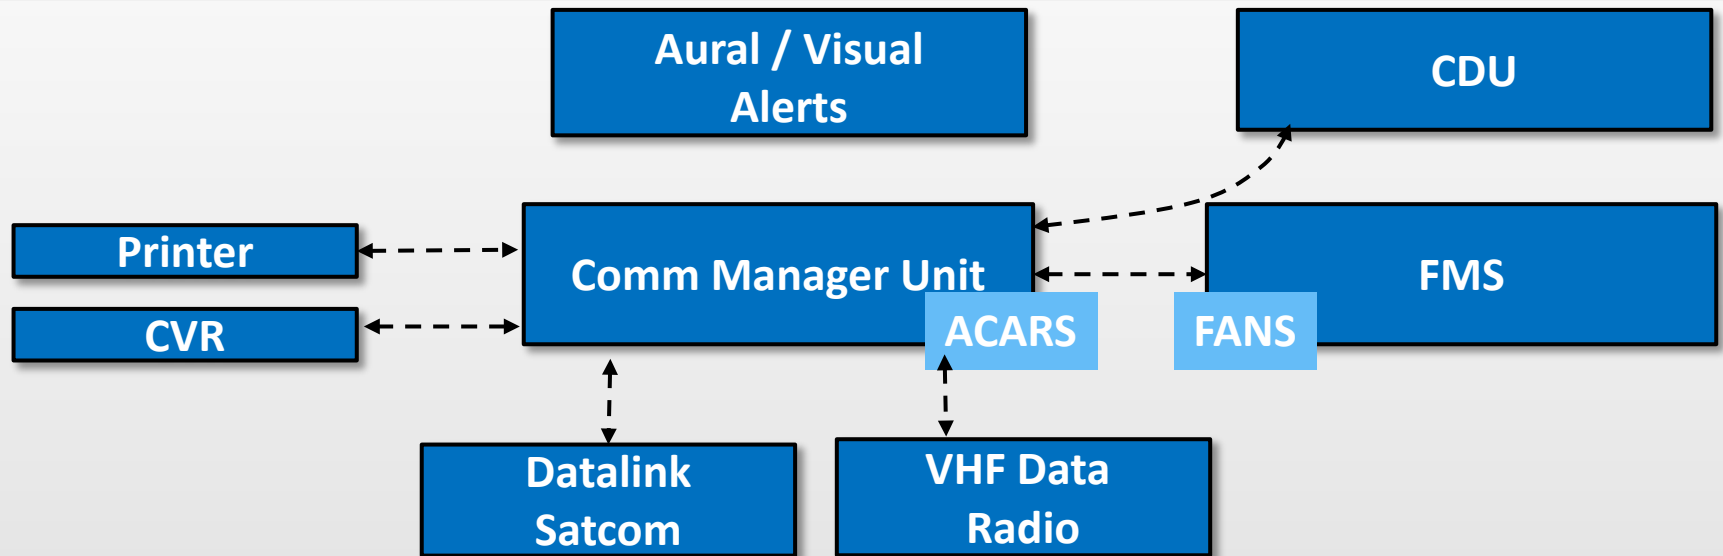 Aural / Visual
Alerts
CDU
Printer
Comm Manager Unit
FMS
CVR
ACARS
FANS
Datalink
Satcom
VHF Data
Radio